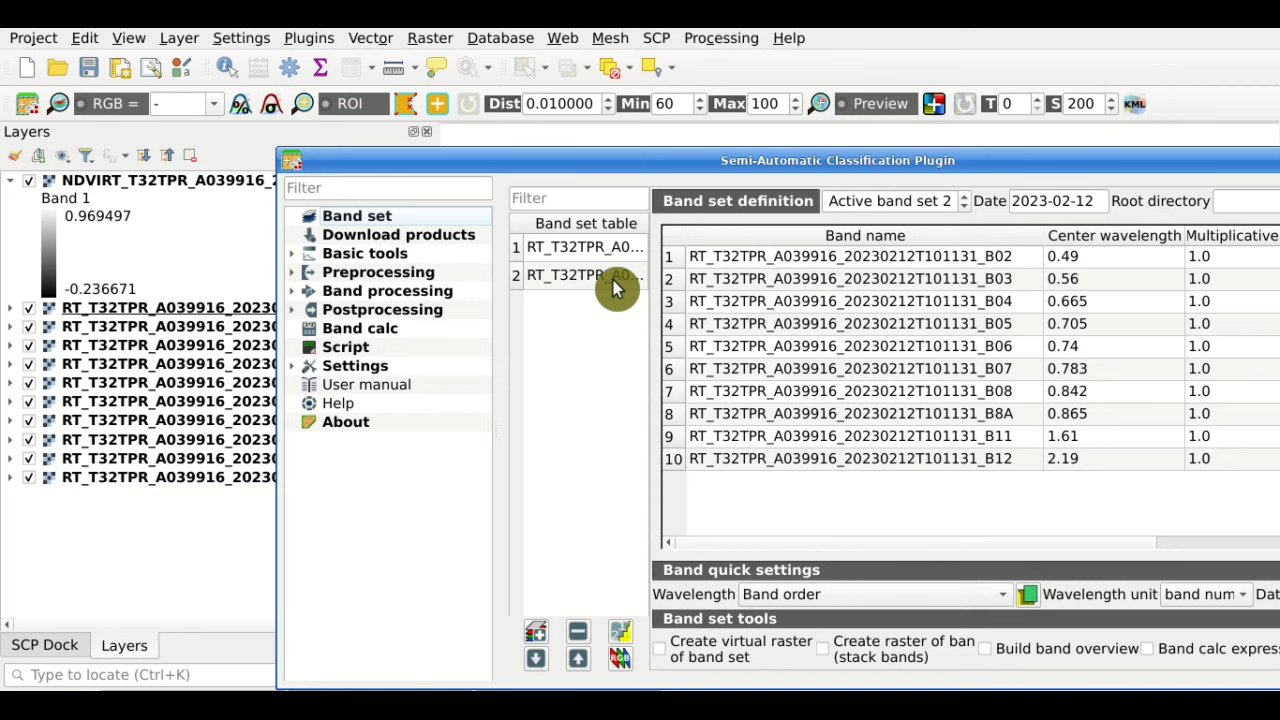 Project Edit View Layer Settings Plugins Vector Raster Database Web Mesh SCP Processing Help
RGB = - ROI Dist 0.010000 Min 60 Max 100 Preview T 0 S 200 KML
Layers
NDVIRT_T32TPR_A039916_2
Band 1
0.969497
-0.236671
RT_T32TPR_A039916_2023
RT_T32TPR_A039916_2023
RT_T32TPR_A039916_2023
RT_T32TPR_A039916_2023
RT_T32TPR_A039916_2023
RT_T32TPR_A039916_2023
RT_T32TPR_A039916_2023
RT_T32TPR_A039916_2023
RT_T32TPR_A039916_2023
RT_T32TPR_A039916_2023
SCP Dock Layers
Type to locate (Ctrl+K)
Semi-Automatic Classification Plugin
Filter
Band set
Download products
Basic tools
Preprocessing
Band processing
Postprocessing
Band calc
Script
Settings
User manual
Help
About
Filter
Band set table
1 RT_T32TPR_A0...
2 RT_T32TPR_A0...
RGB
Band set definition Active band set 2 Date 2023-02-12 Root directory
Band name Center wavelength Multiplicative
1 RT_T32TPR_A039916_20230212T101131_B02 0.49 1.0
2 RT_T32TPR_A039916_20230212T101131_B03 0.56 1.0
3 RT_T32TPR_A039916_20230212T101131_B04 0.665 1.0
4 RT_T32TPR_A039916_20230212T101131_B05 0.705 1.0
5 RT_T32TPR_A039916_20230212T101131_B06 0.74 1.0
6 RT_T32TPR_A039916_20230212T101131_B07 0.783 1.0
7 RT_T32TPR_A039916_20230212T101131_B08 0.842 1.0
8 RT_T32TPR_A039916_20230212T101131_B8A 0.865 1.0
9 RT_T32TPR_A039916_20230212T101131_B11 1.61 1.0
10 RT_T32TPR_A039916_20230212T101131_B12 2.19 1.0
Band quick settings
Wavelength Band order Wavelength unit band num Dat
Band set tools
Create virtual raster of band set Create raster of ban (stack bands) Build band overview Band calc expres